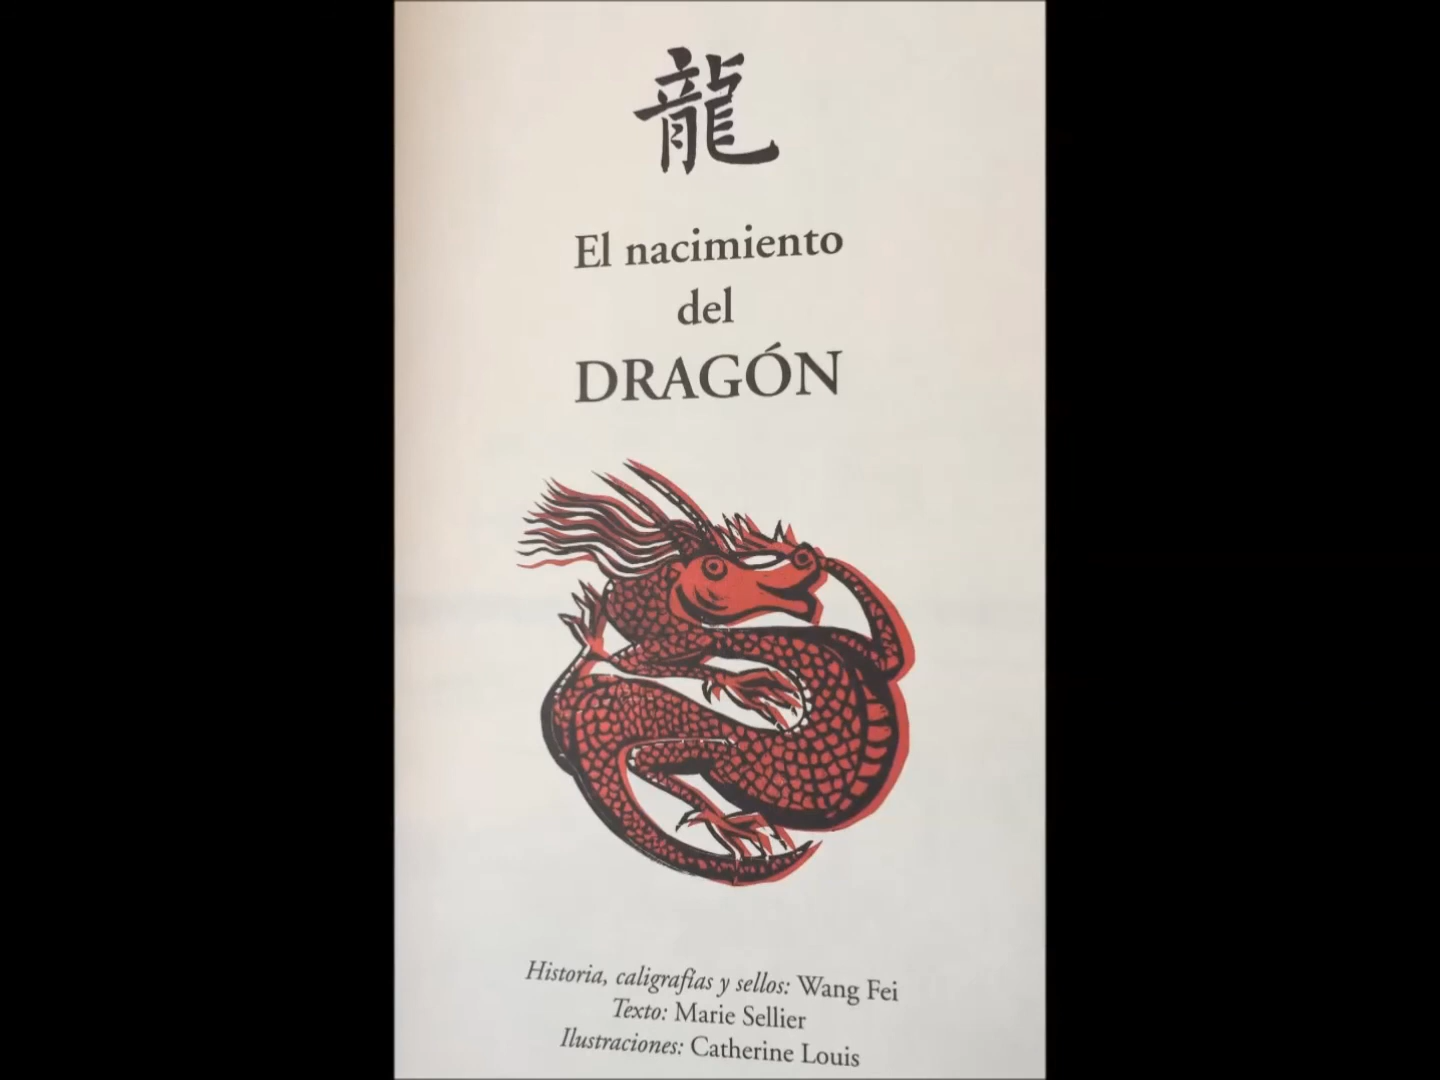 龍
El nacimiento
del
DRAGÓN
Historia, caligrafías y sellos: Wang Fei
Texto: Marie Sellier
Ilustraciones: Catherine Louis